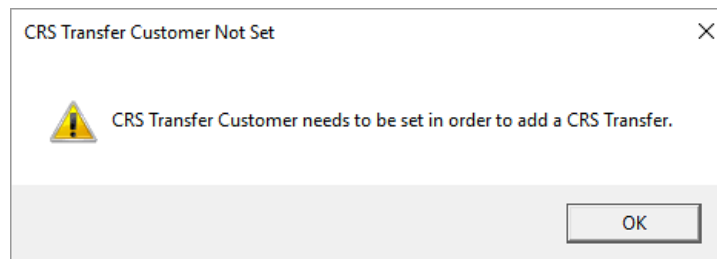 CRS Transfer Customer Not Set
CRS Transfer Customer needs to be set in order to add a CRS Transfer.
OK